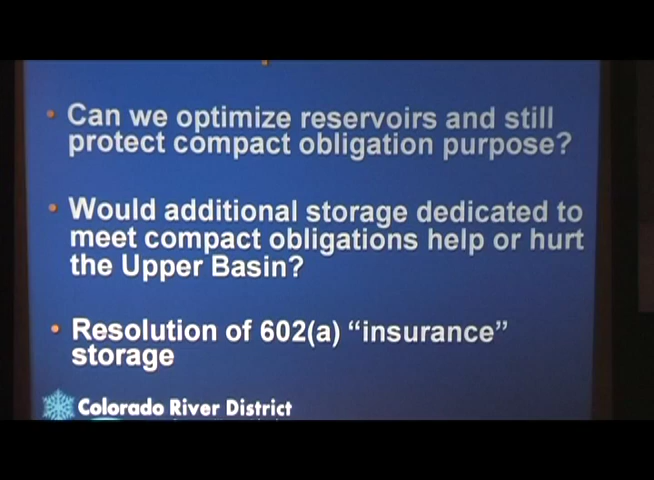 • Can we optimize reservoirs and still
protect compact obligation purpose?
• Would additional storage dedicated to
meet compact obligations help or hurt
the Upper Basin?
• Resolution of 602(a) “insurance”
storage
Colorado River District